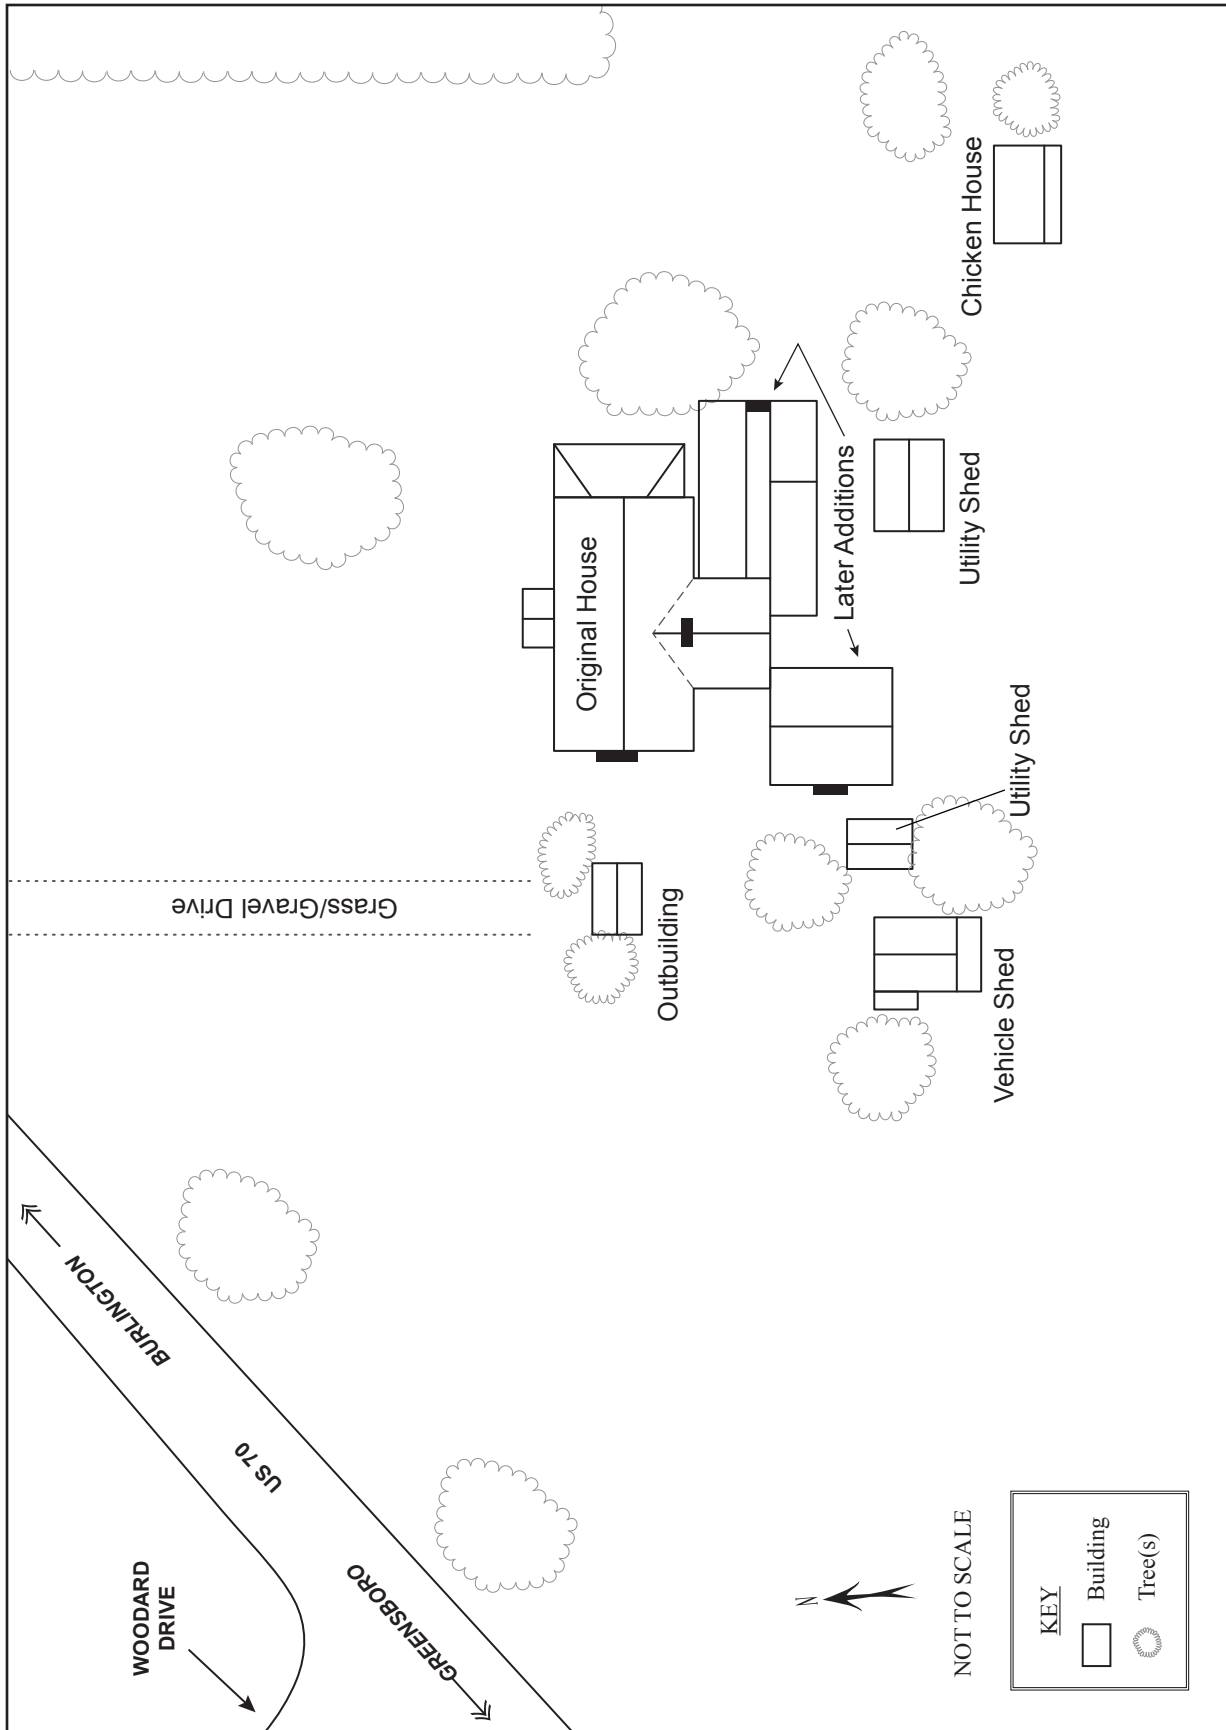 WOODARD
DRIVE
GREENSBORO
US 70
BURLINGTON
Grass/Gravel Drive
Original House
Outbuilding
Later Additions
Chicken House
Utility Shed
Utility Shed
Vehicle Shed
N
NOT TO SCALE
KEY
Building
Tree(s)